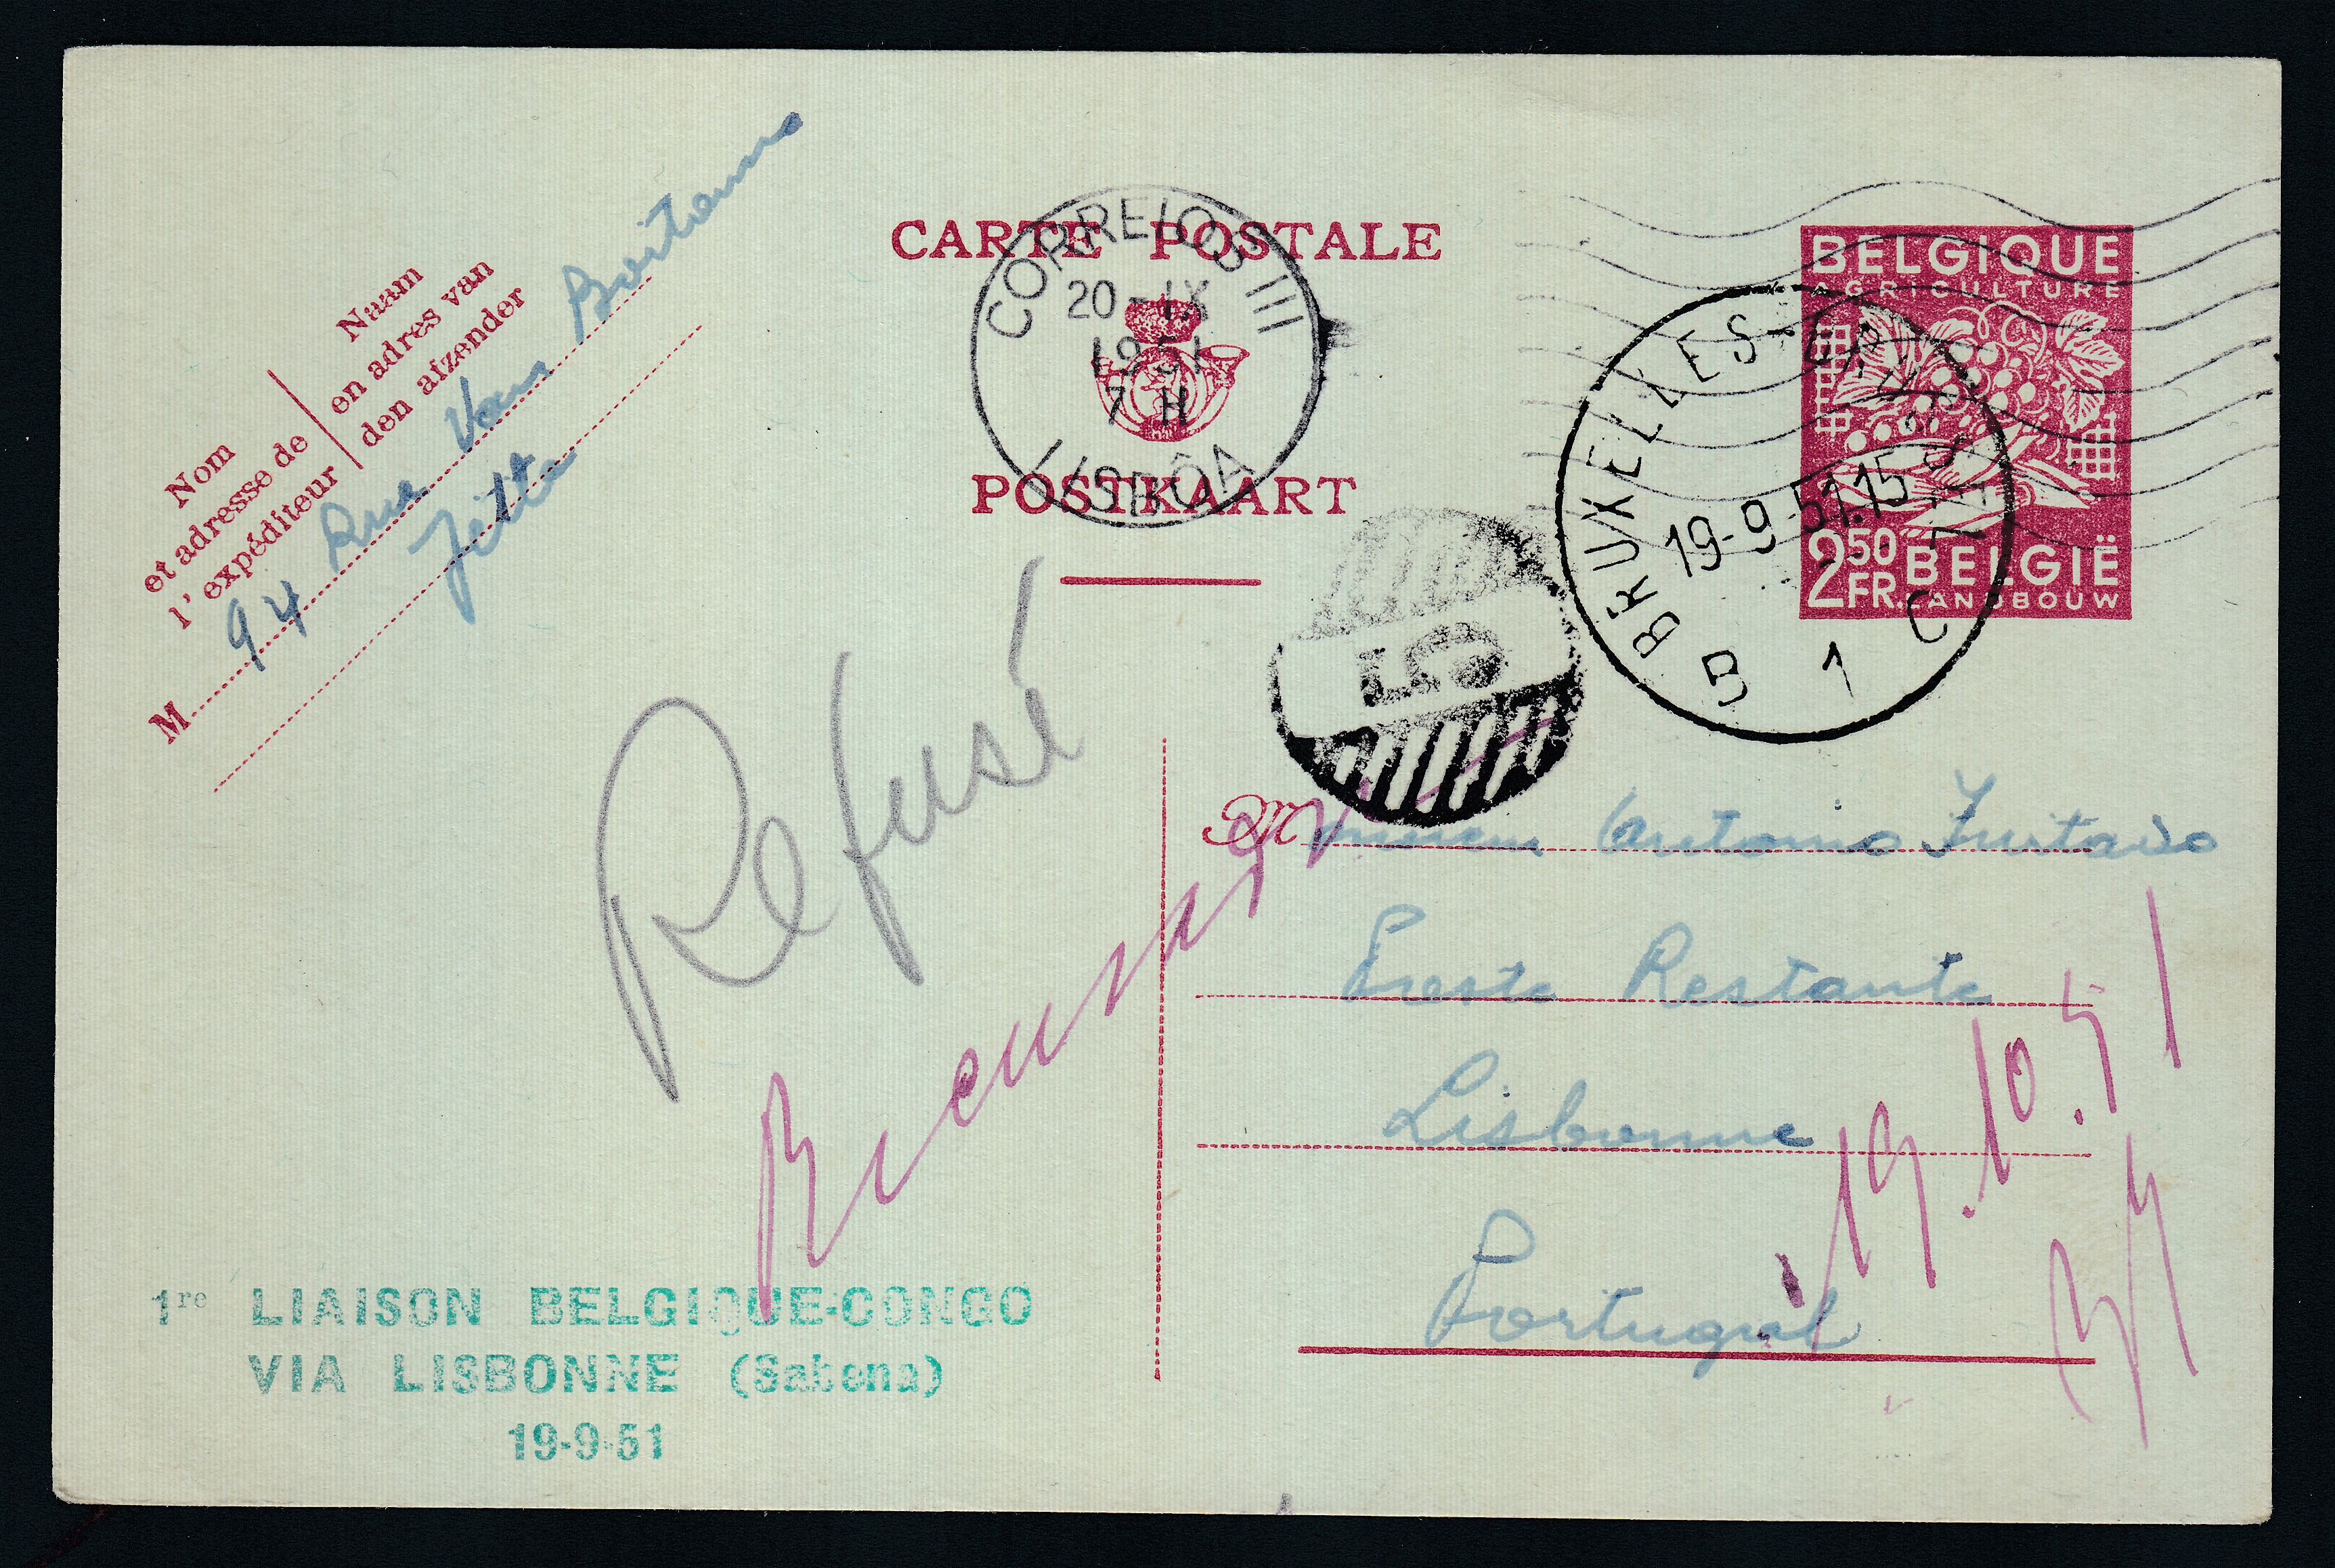 CARTE POSTALE
POSTKAART
Nom
et adresse de
l'expéditeur
Naam
en adres van
den afzender
M 94 Rue Van Bortonne
Jette
CORREIOS III
20-IX
1951
7 H
LISBÔA
BRUXELLES-BRUSSEL
19-9-51.15
B 1 C
BELGIQUE
AGRICULTURE
2 50 FR. BELGIË
LANDBOUW
5
Refusé
Antonio Furtado
Poste Restante
Lisbonne
Portugal
19.10.51
1re LIAISON BELGIQUE-CONGO
VIA LISBONNE (Sabena)
19-9-51